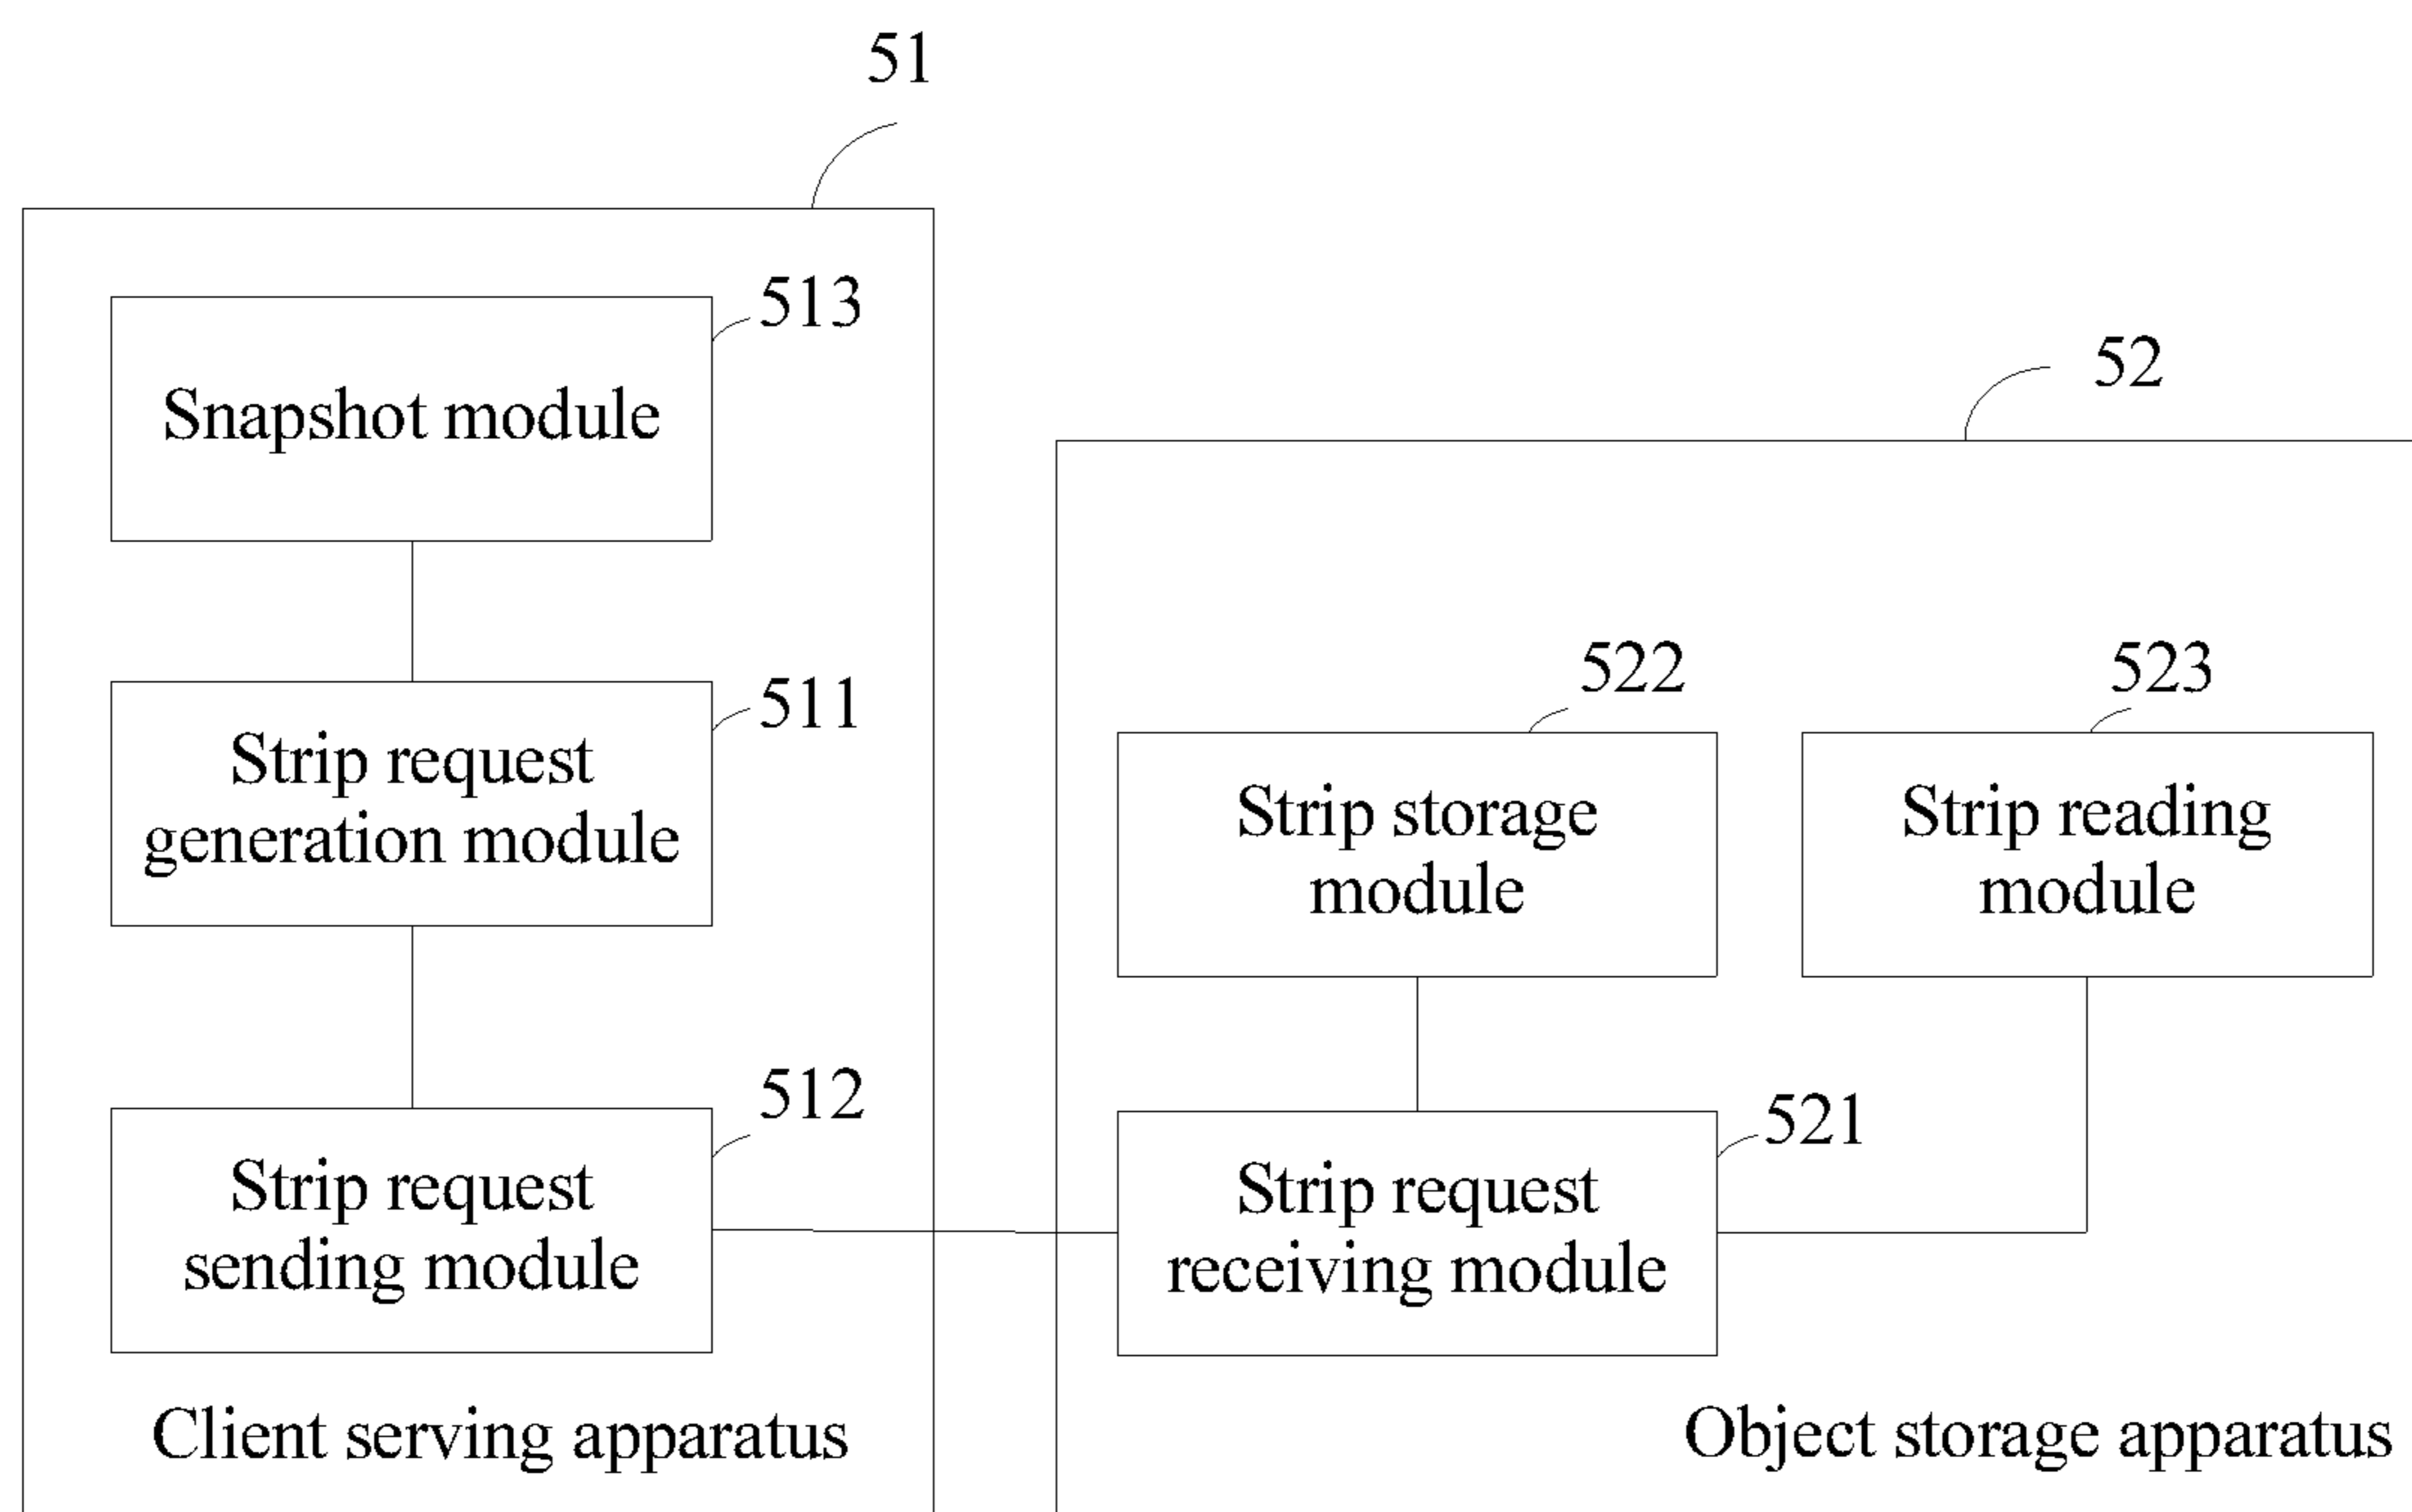 51
513
Snapshot module
52
511
Strip request
generation module
522
523
Strip storage
module
Strip reading
module
512
Strip request
sending module
521
Strip request
receiving module
Client serving apparatus
Object storage apparatus